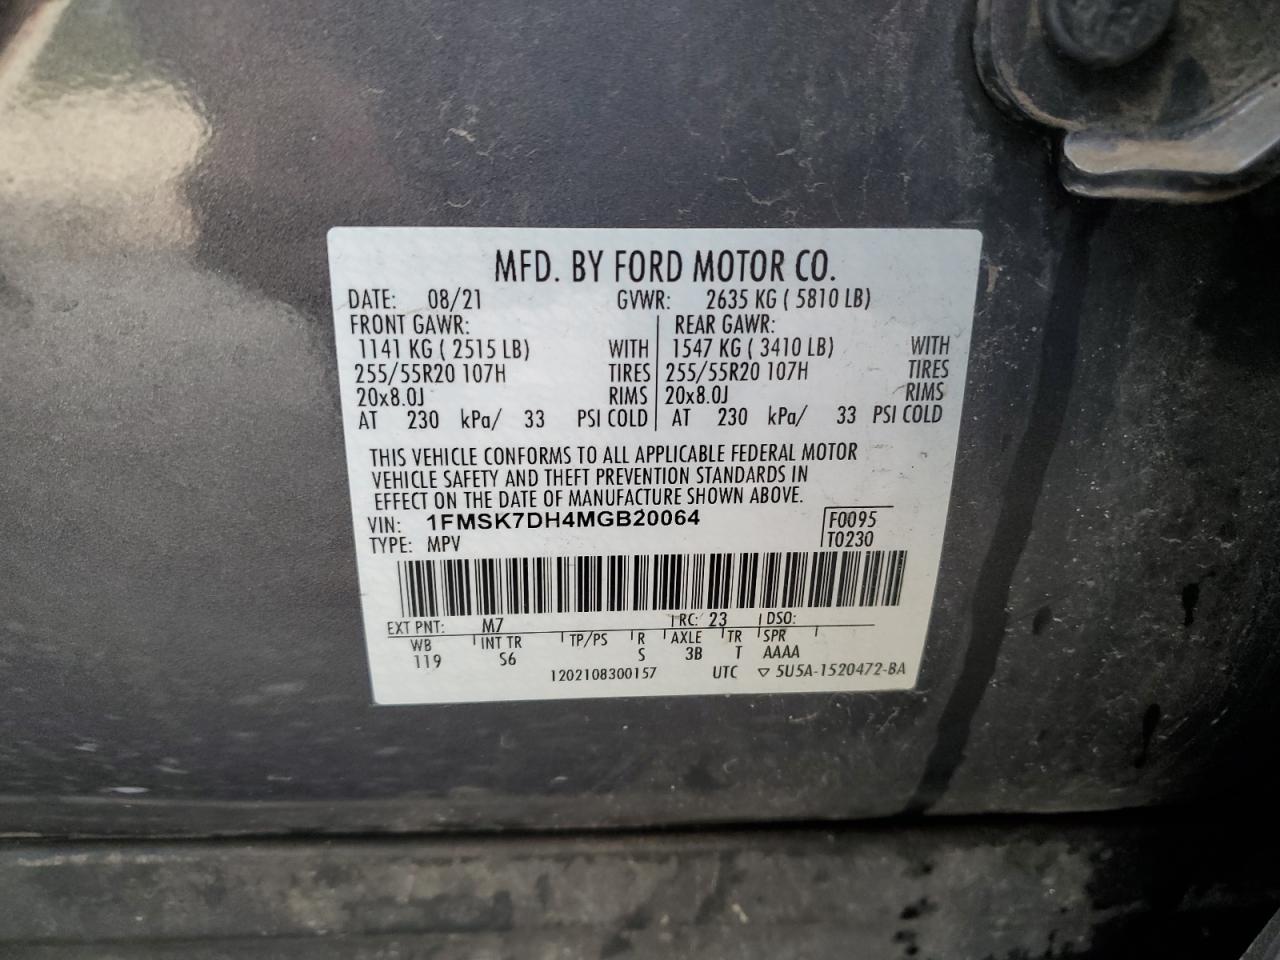 MFD. BY FORD MOTOR CO.
DATE: 08/21 GVWR: 2635 KG ( 5810 LB)
FRONT GAWR: REAR GAWR:
1141 KG ( 2515 LB) WITH 1547 KG ( 3410 LB) WITH
255/55R20 107H TIRES 255/55R20 107H TIRES
20x8.0J RIMS 20x8.0J RIMS
AT 230 kPa/ 33 PSI COLD AT 230 kPa/ 33 PSI COLD
THIS VEHICLE CONFORMS TO ALL APPLICABLE FEDERAL MOTOR
VEHICLE SAFETY AND THEFT PREVENTION STANDARDS IN
EFFECT ON THE DATE OF MANUFACTURE SHOWN ABOVE.
VIN: 1FMSK7DH4MGB20064 F0095
TYPE: MPV T0230
EXT PNT: M7 RC: 23 DSO:
WB INT TR TP/PS R AXLE TR SPR
119 S6 S 3B T AAAA
1202108300157 UTC ▽ 5U5A-1520472-BA